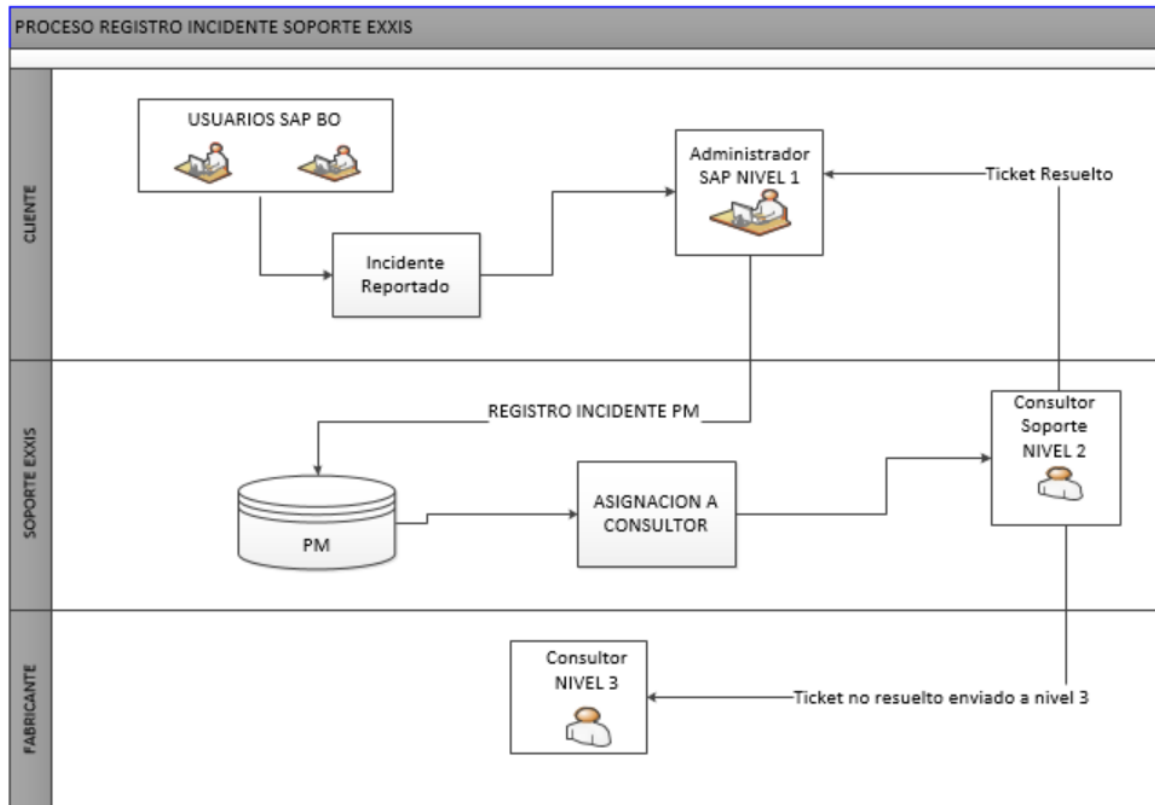 PROCESO REGISTRO INCIDENTE SOPORTE EXXIS
CLIENTE
USUARIOS SAP BO
Incidente
Reportado
Administrador
SAP NIVEL 1
Ticket Resuelto
SOPORTE EXXIS
REGISTRO INCIDENTE PM
PM
ASIGNACION A
CONSULTOR
Consultor
Soporte
NIVEL 2
FABRICANTE
Consultor
NIVEL 3
Ticket no resuelto enviado a nivel 3